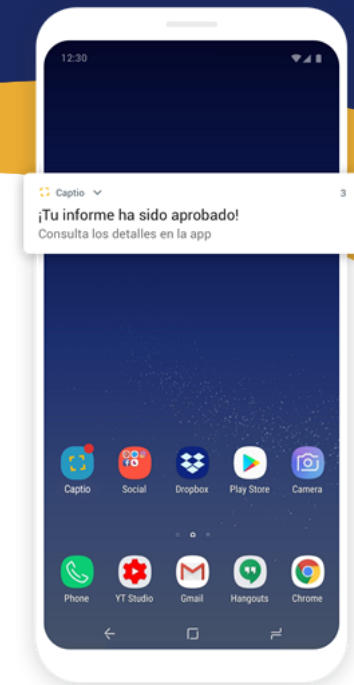 12:30
Captio
3
¡Tu informe ha sido aprobado!
Consulta los detalles en la app
Captio Social Dropbox Play Store Camera
Phone YT Studio Gmail Hangouts Chrome